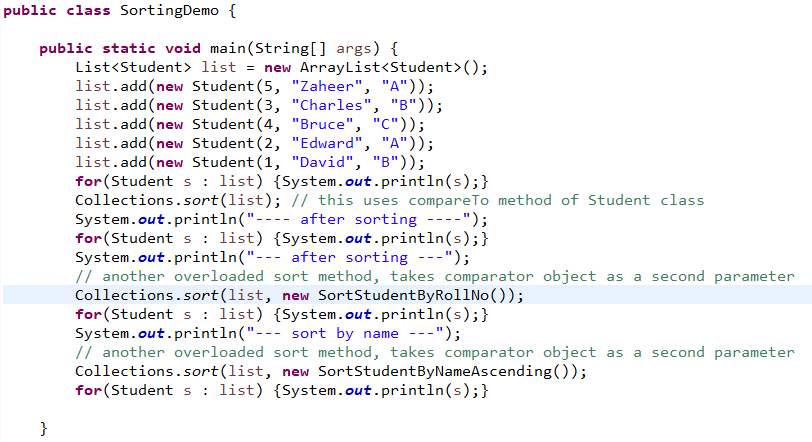 public class SortingDemo {
public static void main(String[] args) {
List<Student> list = new ArrayList<Student>();
list.add(new Student(5, "Zaheer", "A"));
list.add(new Student(3, "Charles", "B"));
list.add(new Student(4, "Bruce", "C"));
list.add(new Student(2, "Edward", "A"));
list.add(new Student(1, "David", "B"));
for(Student s : list) {System.out.println(s);}
Collections.sort(list); // this uses compareTo method of Student class
System.out.println("---- after sorting ----");
for(Student s : list) {System.out.println(s);}
System.out.println("--- after sorting ---");
// another overloaded sort method, takes comparator object as a second parameter
Collections.sort(list, new SortStudentByRollNo());
for(Student s : list) {System.out.println(s);}
System.out.println("--- sort by name ---");
// another overloaded sort method, takes comparator object as a second parameter
Collections.sort(list, new SortStudentByNameAscending());
for(Student s : list) {System.out.println(s);}
}